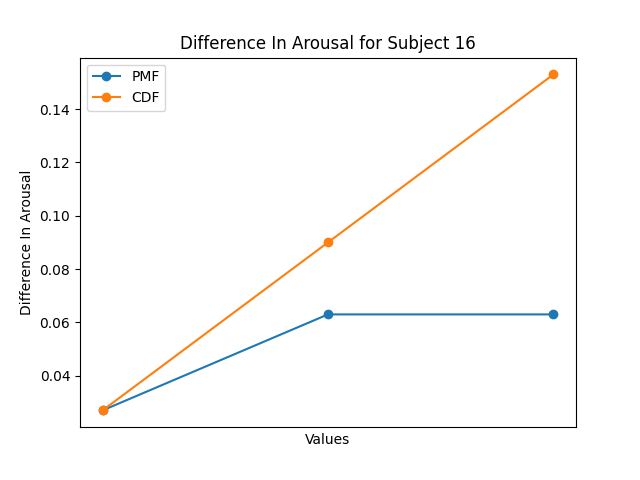 Difference In Arousal for Subject 16
PMF
CDF
0.14
0.12
0.10
0.08
0.06
0.04
Difference In Arousal
Values